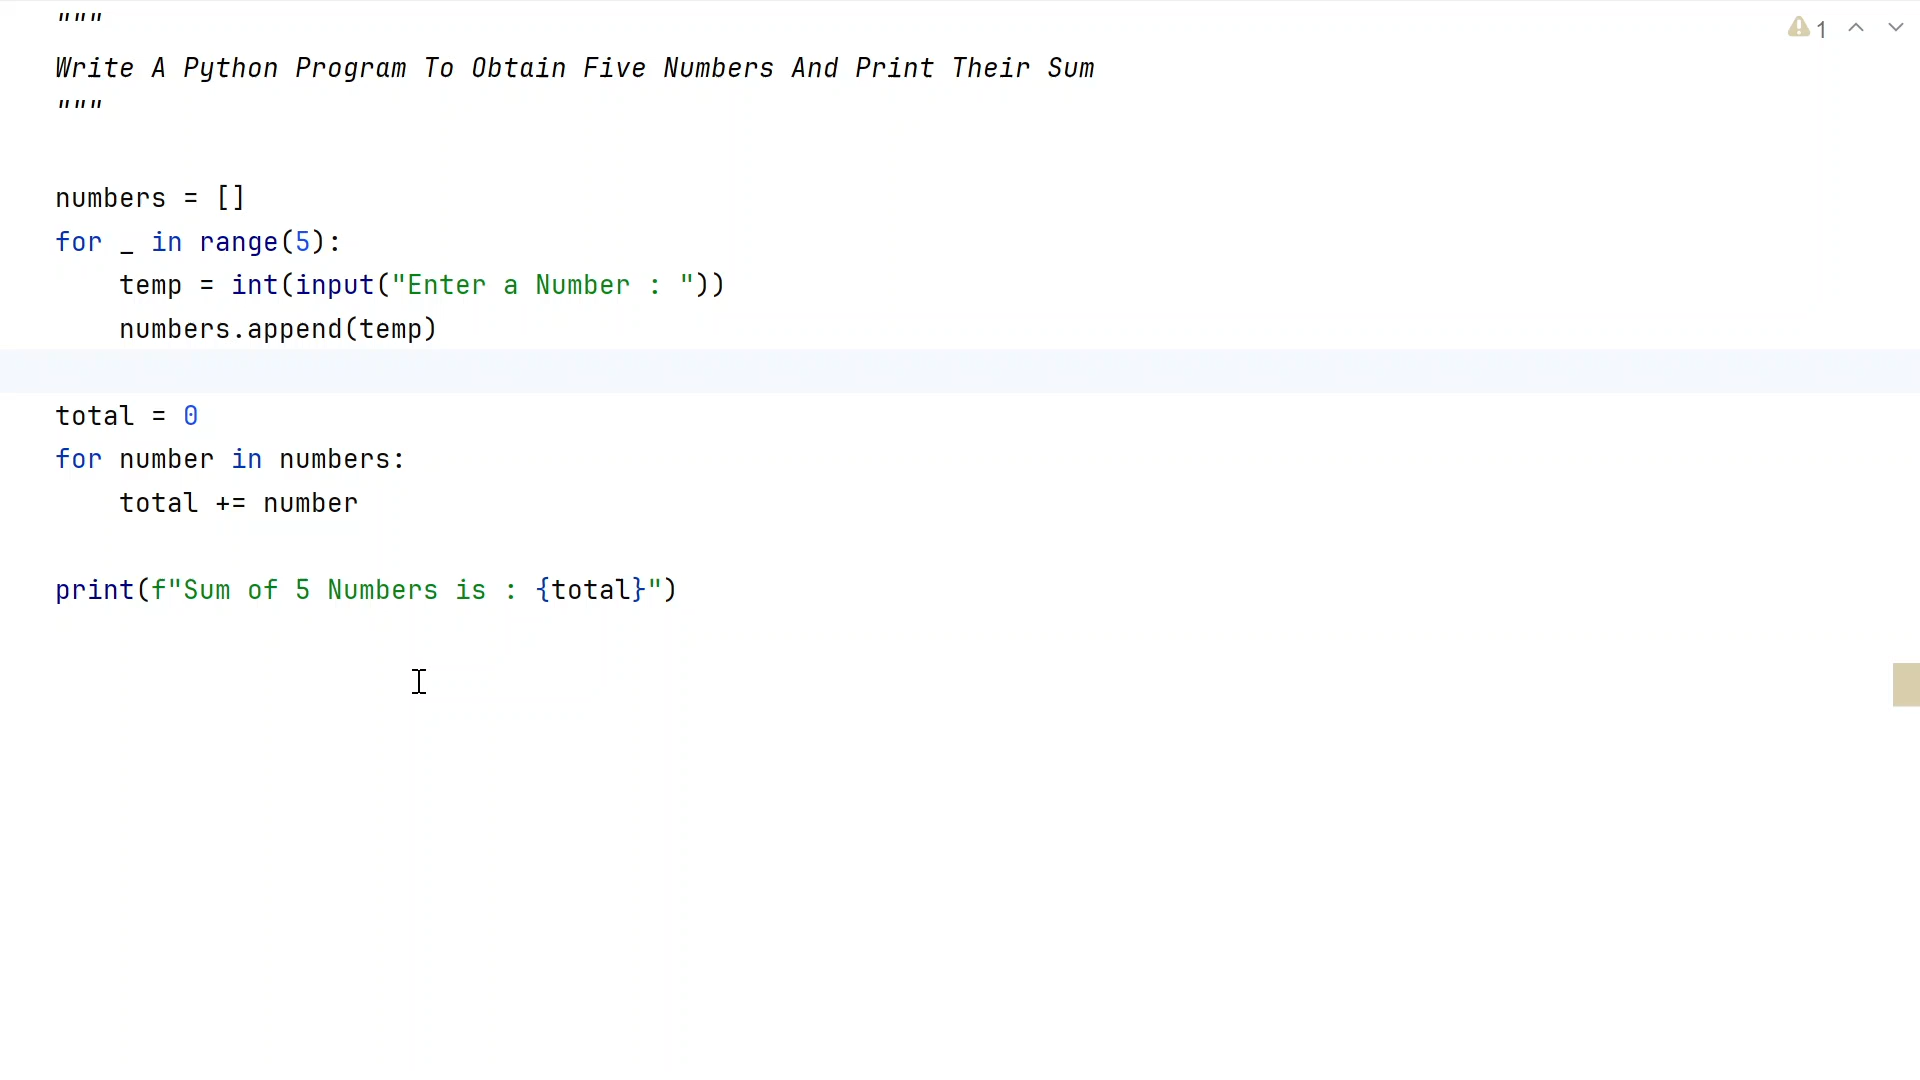 """
Write A Python Program To Obtain Five Numbers And Print Their Sum
"""
numbers = []
for _ in range(5):
    temp = int(input("Enter a Number : "))
    numbers.append(temp)
total = 0
for number in numbers:
    total += number
print(f"Sum of 5 Numbers is : {total}")
1